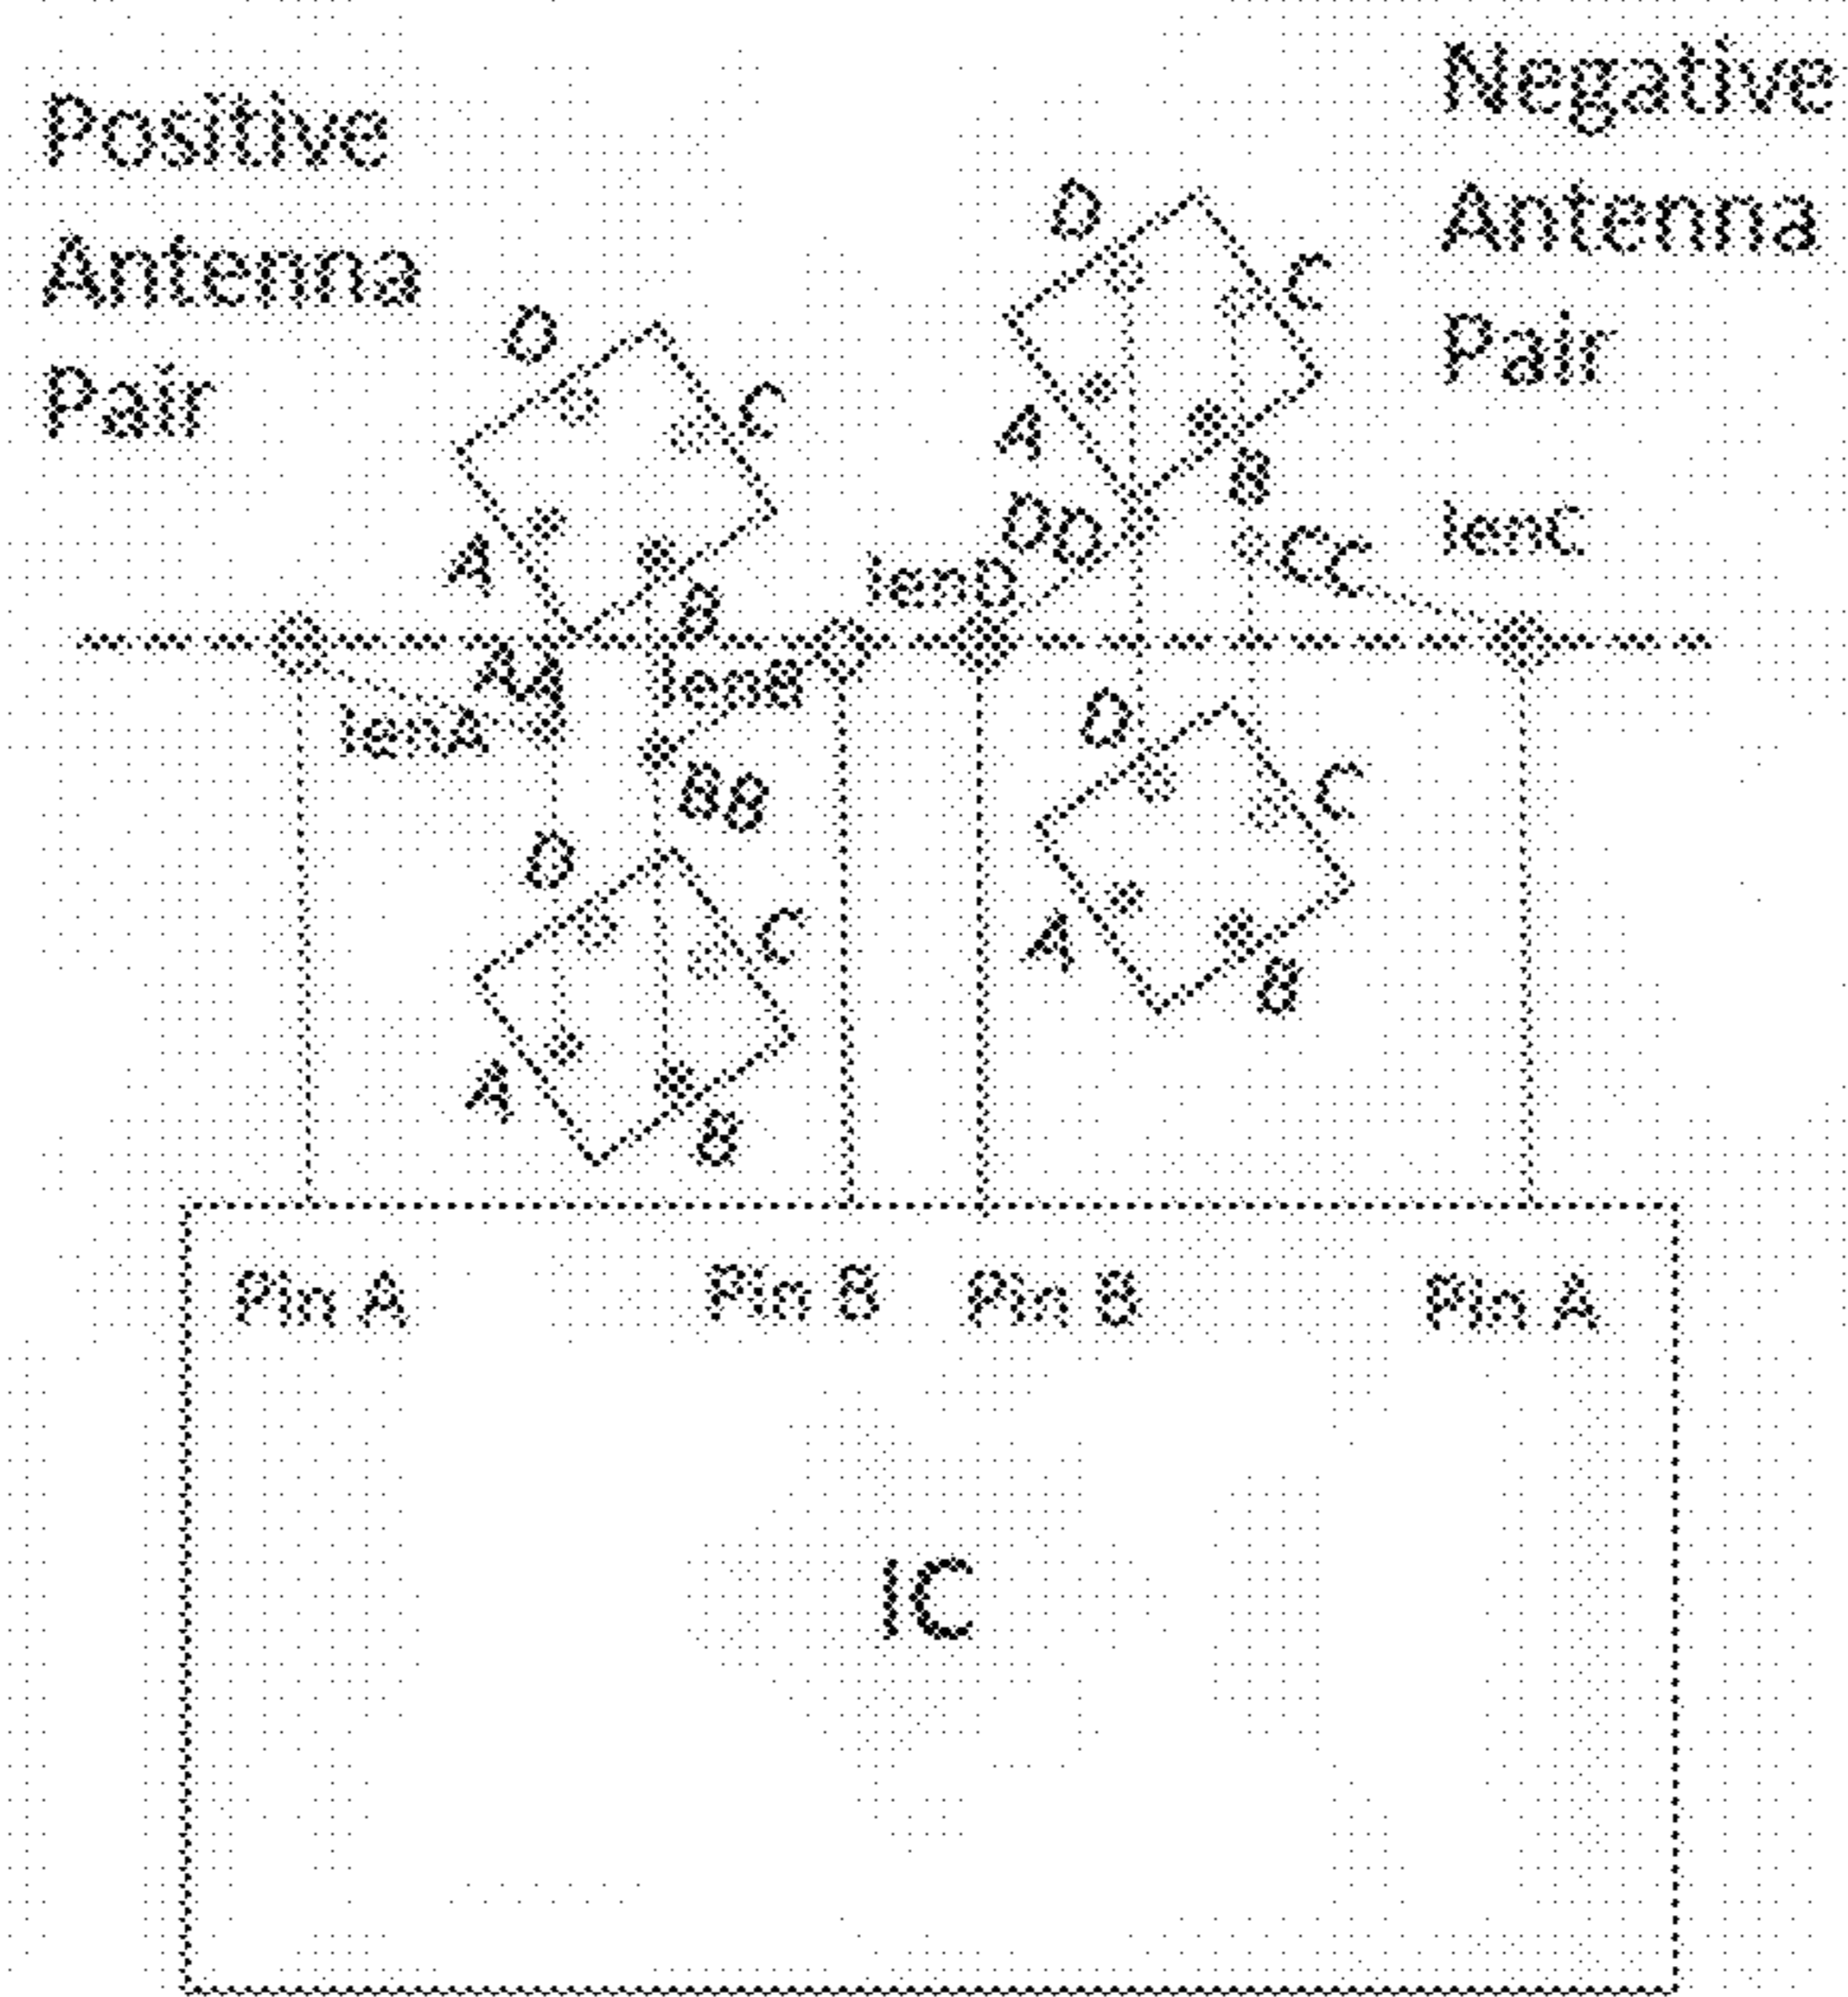 Positive
Antenna
Pair
Negative
Antenna
Pair
D
C
A
B
D
C
A
B
DD
CC
lenC
lenD
AA
lenA
lenB
BB
D
C
A
B
D
C
A
B
Pin A
Pin B
Pin B
Pin A
IC